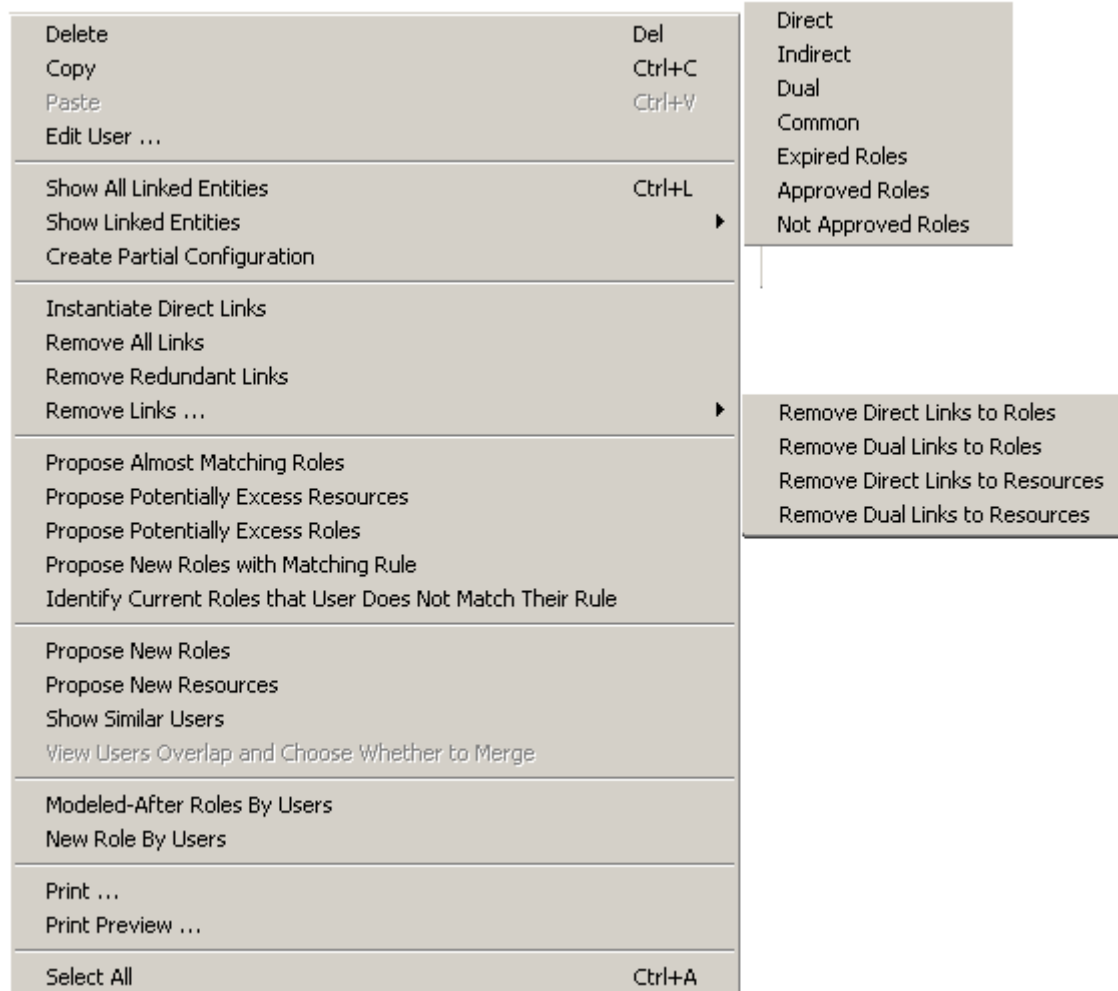 Delete Del
Copy Ctrl+C
Paste Ctrl+V
Edit User ...
Show All Linked Entities Ctrl+L
Show Linked Entities
Create Partial Configuration
Instantiate Direct Links
Remove All Links
Remove Redundant Links
Remove Links ...
Propose Almost Matching Roles
Propose Potentially Excess Resources
Propose Potentially Excess Roles
Propose New Roles with Matching Rule
Identify Current Roles that User Does Not Match Their Rule
Propose New Roles
Propose New Resources
Show Similar Users
View Users Overlap and Choose Whether to Merge
Modeled-After Roles By Users
New Role By Users
Print ...
Print Preview ...
Select All Ctrl+A
Direct
Indirect
Dual
Common
Expired Roles
Approved Roles
Not Approved Roles
Remove Direct Links to Roles
Remove Dual Links to Roles
Remove Direct Links to Resources
Remove Dual Links to Resources